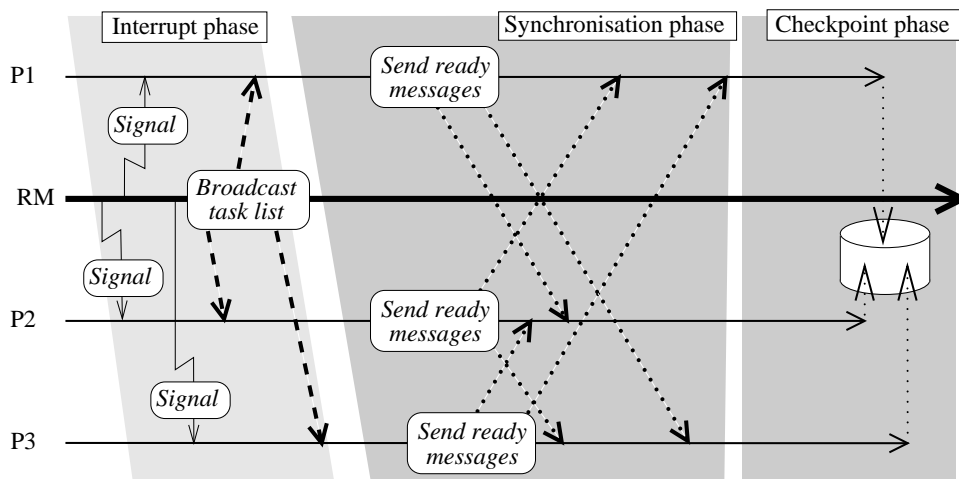 Interrupt phase
Synchronisation phase
Checkpoint phase
P1
Send ready
messages
Signal
RM
Broadcast
task list
Signal
P2
Send ready
messages
Signal
P3
Send ready
messages